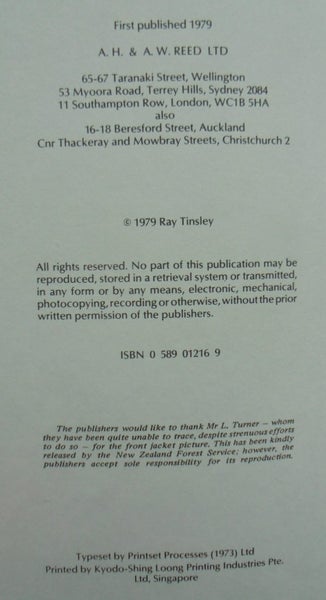 First published 1979
A. H. & A. W. REED LTD
65-67 Taranaki Street, Wellington
53 Myoora Road, Terrey Hills, Sydney 2084
11 Southampton Row, London, WC1B 5HA
also
16-18 Beresford Street, Auckland
Cnr Thackeray and Mowbray Streets, Christchurch 2
© 1979 Ray Tinsley
All rights reserved. No part of this publication may be
reproduced, stored in a retrieval system or transmitted,
in any form or by any means, electronic, mechanical,
photocopying, recording or otherwise, without the prior
written permission of the publishers.
ISBN 0 589 01216 9
The publishers would like to thank Mr L. Turner – whom
they have been quite unable to trace, despite strenuous efforts
to do so – for the front jacket picture. This has been kindly
released by the New Zealand Forest Service; however, the
publishers accept sole responsibility for its reproduction.
Typeset by Printset Processes (1973) Ltd
Printed by Kyodo-Shing Loong Printing Industries Pte.
Ltd, Singapore